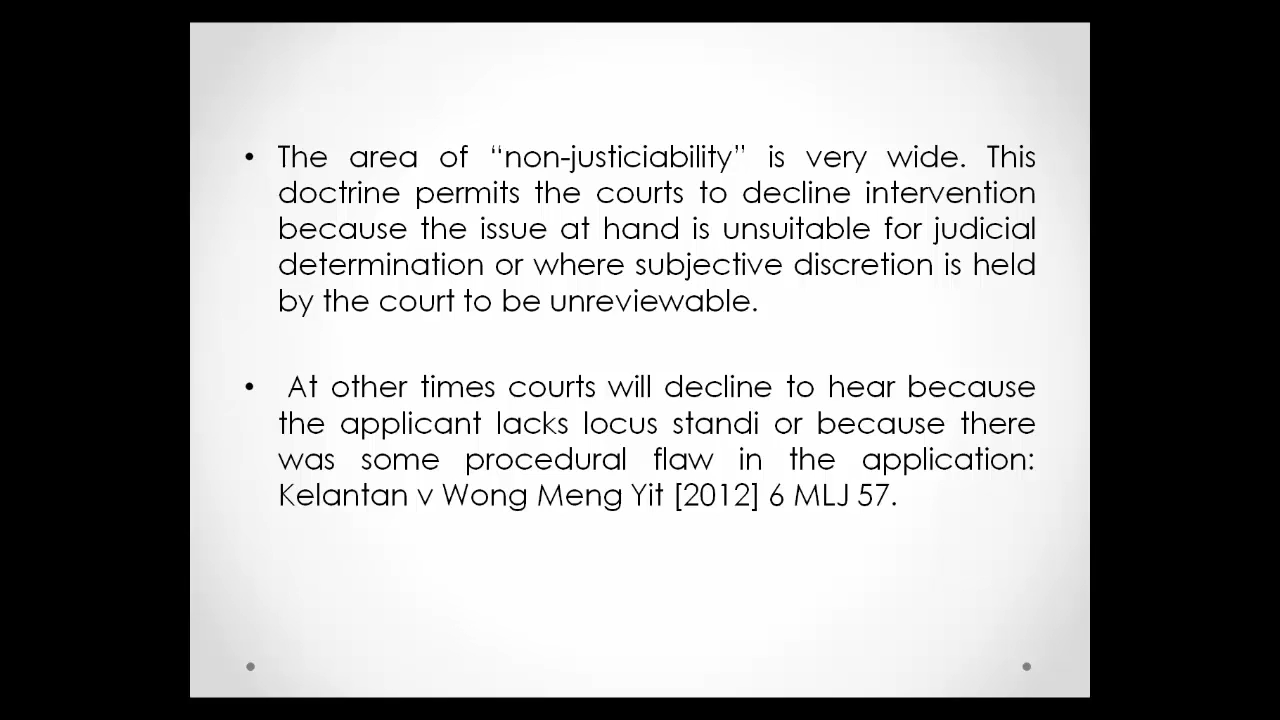 • The area of “non-justiciability” is very wide. This
doctrine permits the courts to decline intervention
because the issue at hand is unsuitable for judicial
determination or where subjective discretion is held
by the court to be unreviewable.
• At other times courts will decline to hear because
the applicant lacks locus standi or because there
was some procedural flaw in the application:
Kelantan v Wong Meng Yit [2012] 6 MLJ 57.